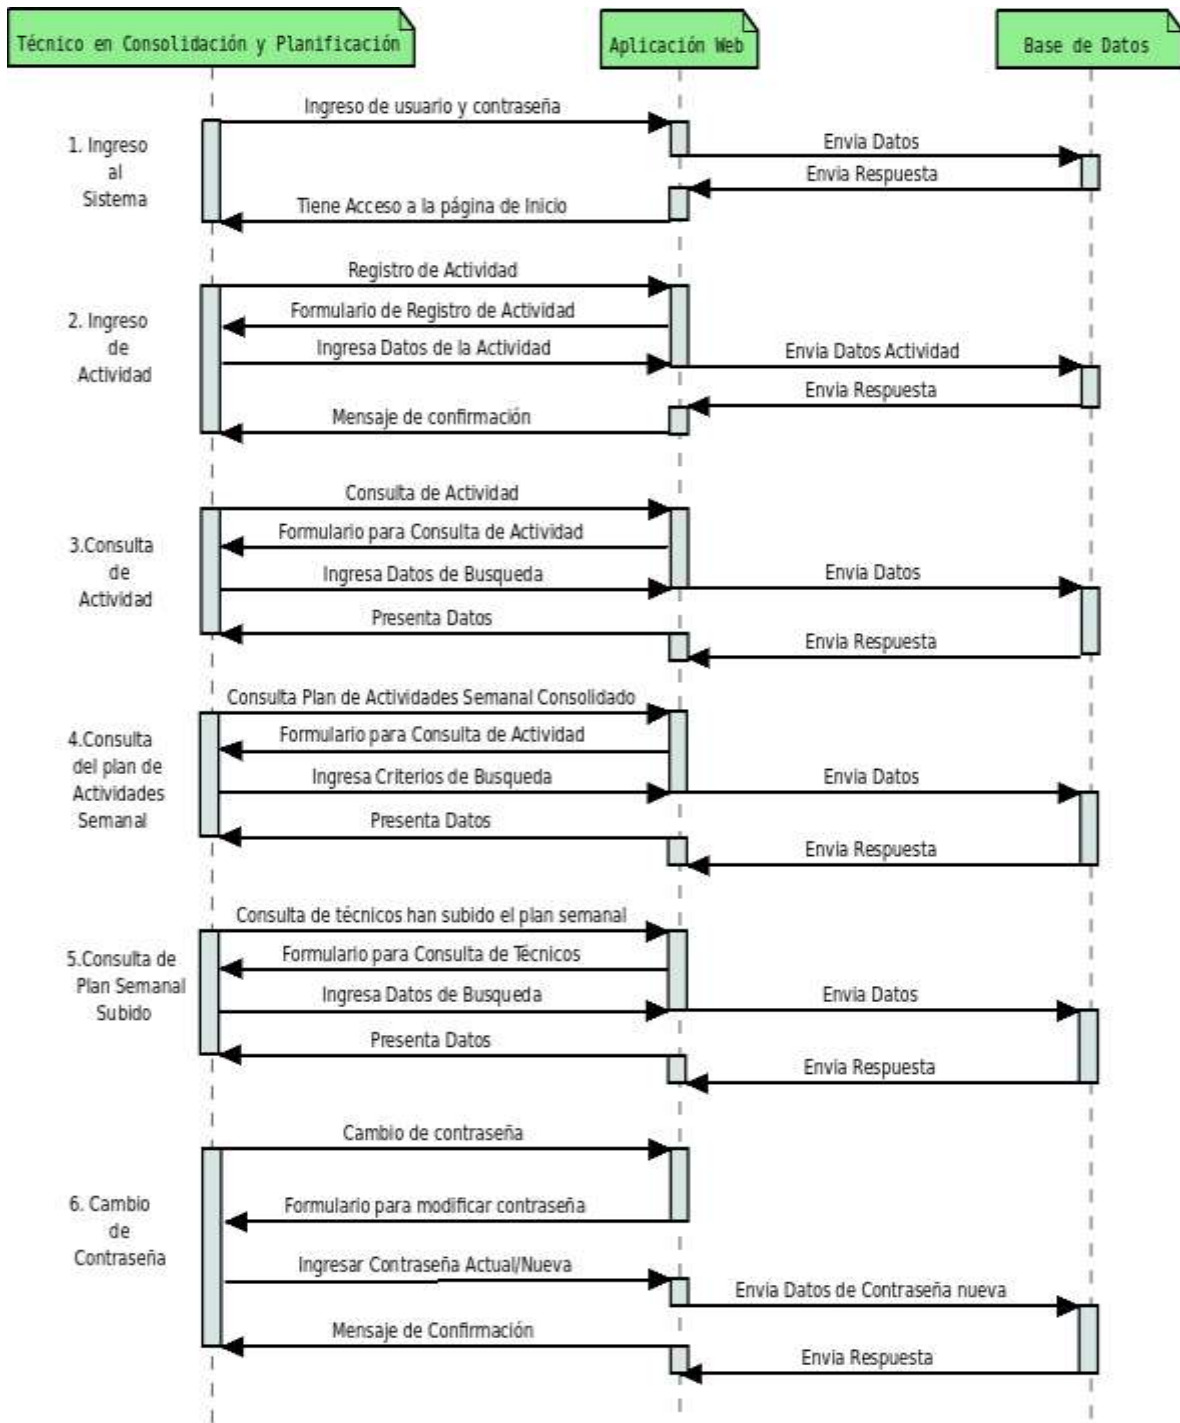 Técnico en Consolidación y Planificación
Aplicación Web
Base de Datos
1. Ingreso
al
Sistema
Ingreso de usuario y contraseña
Envia Datos
Envia Respuesta
Tiene Acceso a la página de Inicio
2. Ingreso
de
Actividad
Registro de Actividad
Formulario de Registro de Actividad
Ingresa Datos de la Actividad
Envia Datos Actividad
Envia Respuesta
Mensaje de confirmación
3.Consulta
de
Actividad
Consulta de Actividad
Formulario para Consulta de Actividad
Ingresa Datos de Busqueda
Envia Datos
Presenta Datos
Envia Respuesta
4.Consulta
del plan de
Actividades
Semanal
Consulta Plan de Actividades Semanal Consolidado
Formulario para Consulta de Actividad
Ingresa Criterios de Busqueda
Envia Datos
Presenta Datos
Envia Respuesta
5.Consulta de
Plan Semanal
Subido
Consulta de técnicos han subido el plan semanal
Formulario para Consulta de Técnicos
Ingresa Datos de Busqueda
Envia Datos
Presenta Datos
Envia Respuesta
6. Cambio
de
Contraseña
Cambio de contraseña
Formulario para modificar contraseña
Ingresar Contraseña Actual/Nueva
Envia Datos de Contraseña nueva
Mensaje de Confirmación
Envia Respuesta